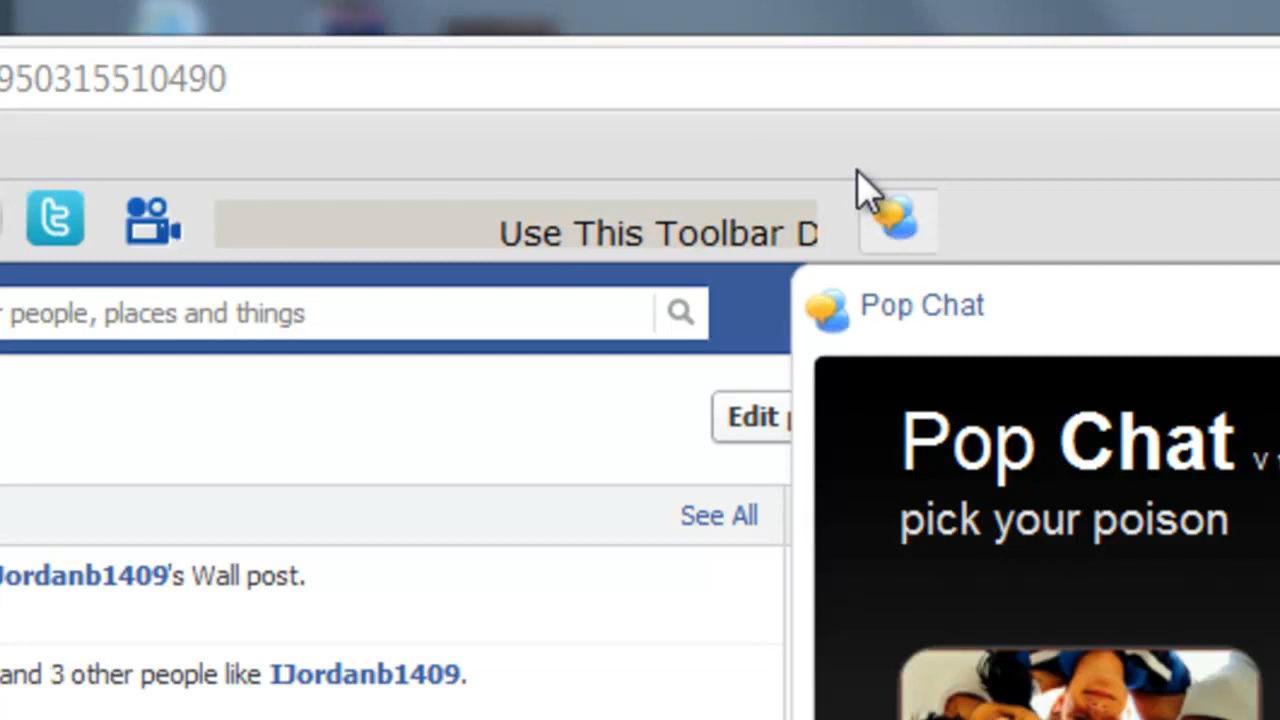 950315510490
Use This Toolbar D
r people, places and things
Pop Chat
Edit
Pop Chat v
pick your poison
See All
Jordanb1409's Wall post.
and 3 other people like IJordanb1409.